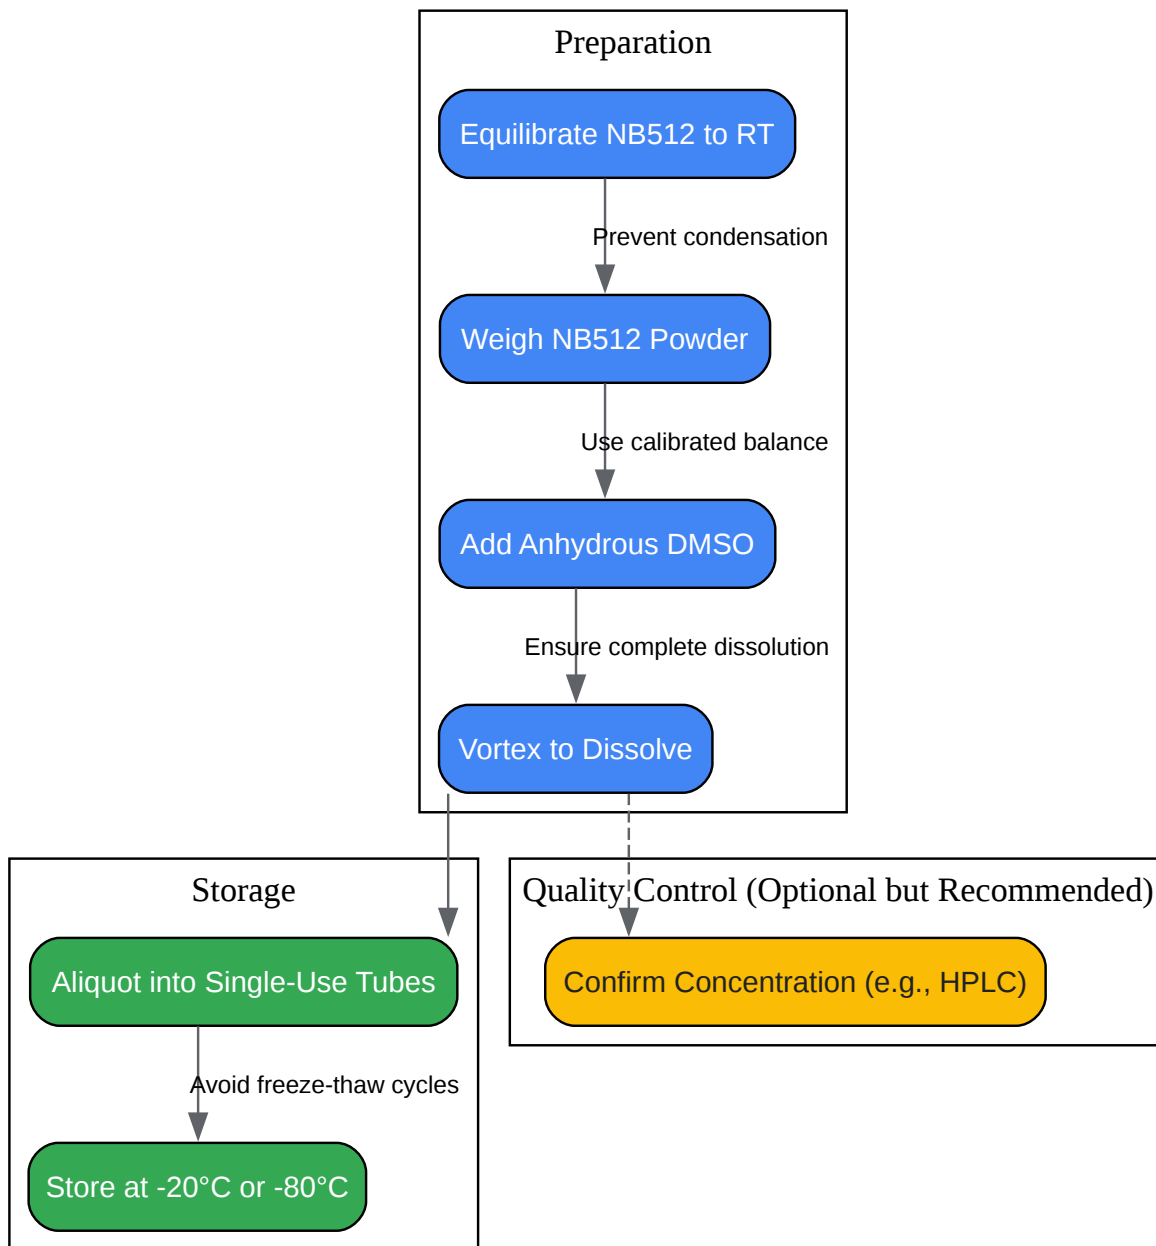 Preparation
Equilibrate NB512 to RT
Prevent condensation
Weigh NB512 Powder
Use calibrated balance
Add Anhydrous DMSO
Ensure complete dissolution
Vortex to Dissolve
Storage
Aliquot into Single-Use Tubes
Avoid freeze-thaw cycles
Store at -20°C or -80°C
Quality Control (Optional but Recommended)
Confirm Concentration (e.g., HPLC)